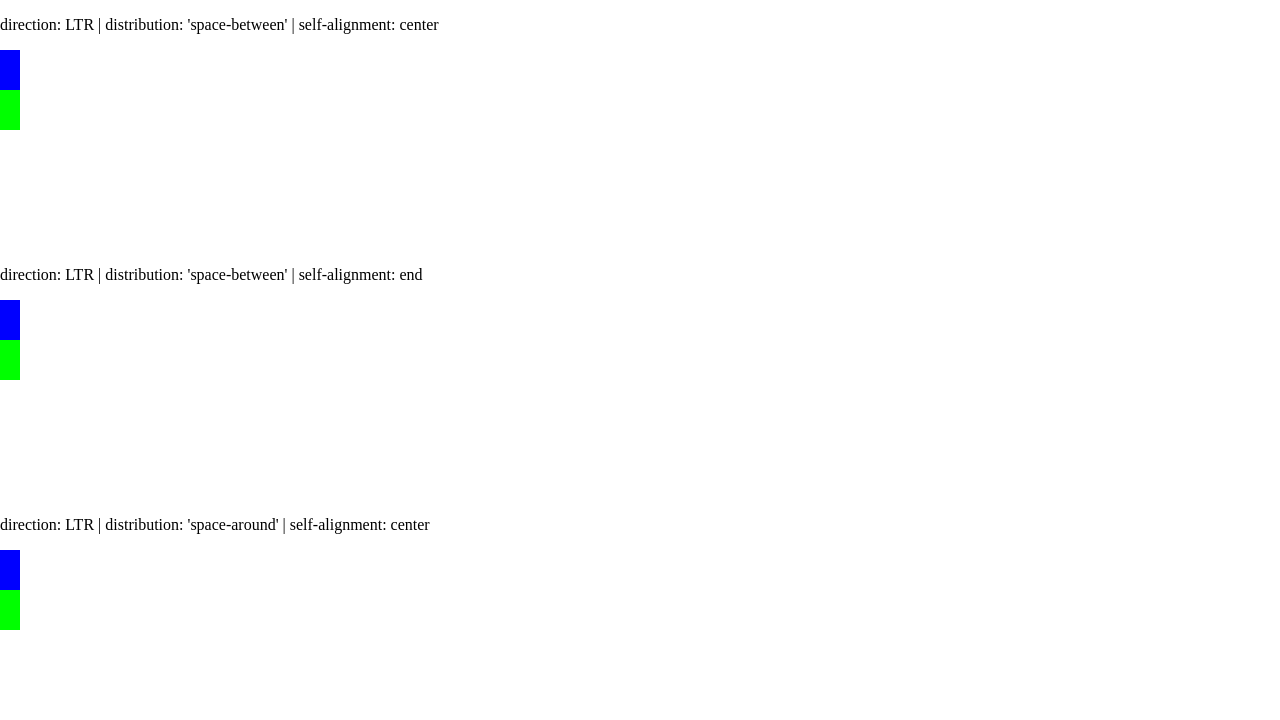 direction: LTR | distribution: 'space-between' | self-alignment: center
direction: LTR | distribution: 'space-between' | self-alignment: end
direction: LTR | distribution: 'space-around' | self-alignment: center